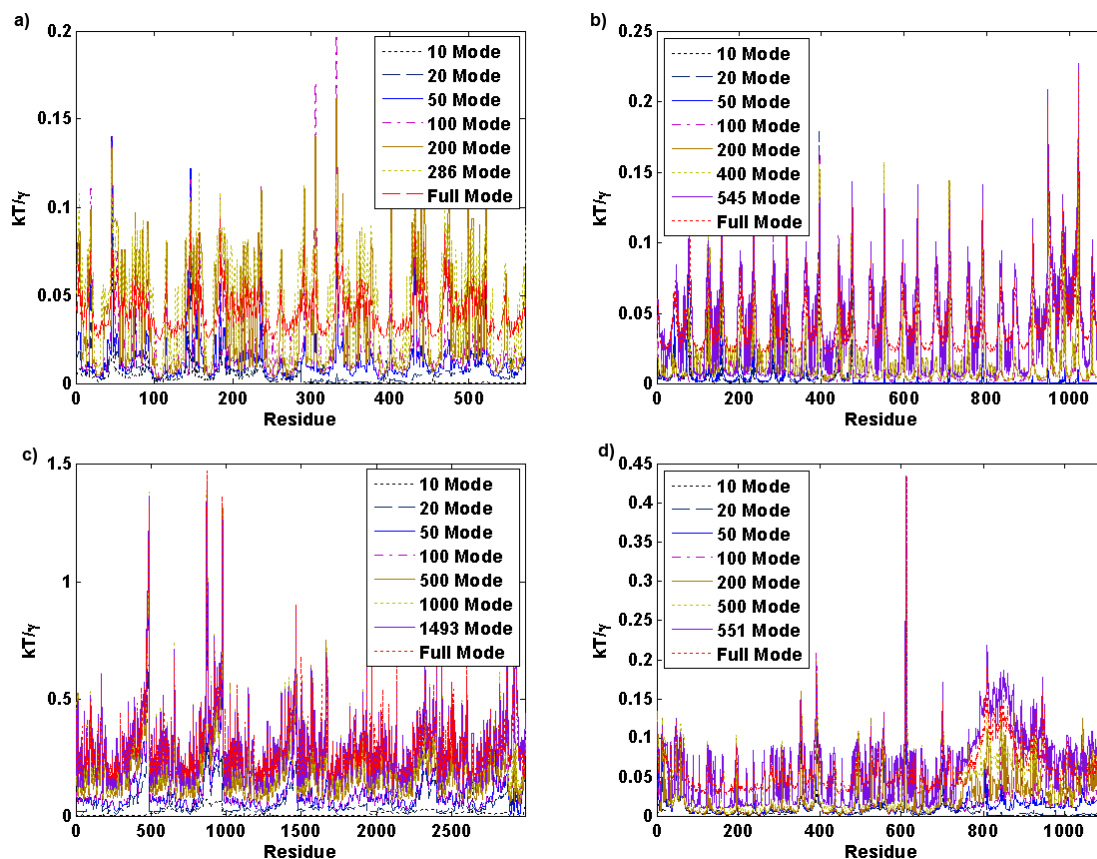 a)
0.2
0.15
0.1
0.05
0
kT/γ
0 100 200 300 400 500
Residue
10 Mode
20 Mode
50 Mode
100 Mode
200 Mode
286 Mode
Full Mode
b)
0.25
0.2
0.15
0.1
0.05
0
kT/γ
0 200 400 600 800 1000
Residue
10 Mode
20 Mode
50 Mode
100 Mode
200 Mode
400 Mode
545 Mode
Full Mode
c)
1.5
1
0.5
0
kT/γ
0 500 1000 1500 2000 2500
Residue
10 Mode
20 Mode
50 Mode
100 Mode
500 Mode
1000 Mode
1493 Mode
Full Mode
d)
0.45
0.4
0.35
0.3
0.25
0.2
0.15
0.1
0.05
0
kT/γ
0 200 400 600 800 1000
Residue
10 Mode
20 Mode
50 Mode
100 Mode
200 Mode
500 Mode
551 Mode
Full Mode